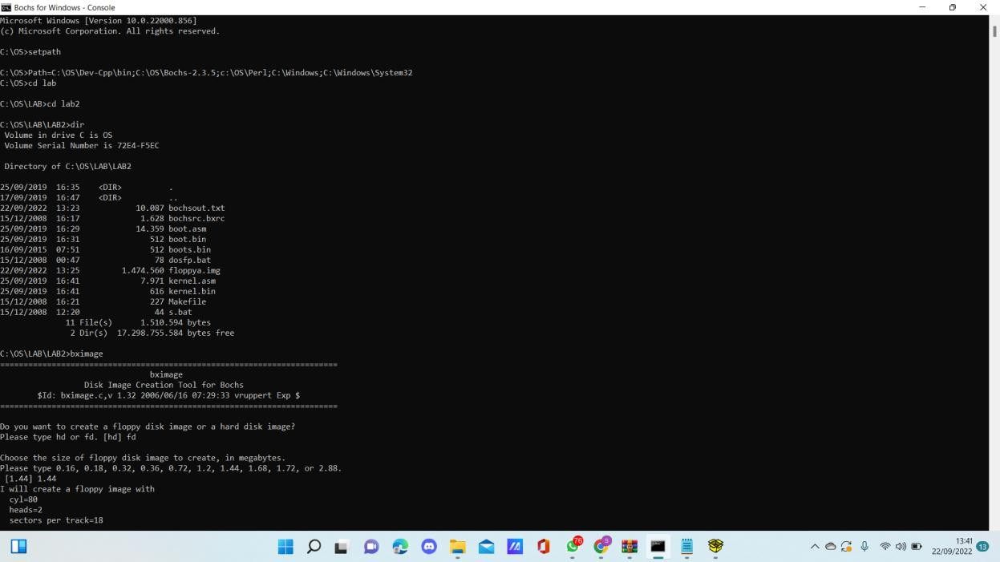 Bochs for Windows - Console
Microsoft Windows [Version 10.0.22000.856]
(c) Microsoft Corporation. All rights reserved.
C:\OS>setpath
C:\OS>Path=C:\OS\Dev-Cpp\bin;C:\OS\Bochs-2.3.5;c:\OS\Perl;C:\Windows;C:\Windows\System32
C:\OS>cd lab
C:\OS\LAB>cd lab2
C:\OS\LAB\LAB2>dir
Volume in drive C is OS
Volume Serial Number is 72E4-F5EC
Directory of C:\OS\LAB\LAB2
25/09/2019 16:35 <DIR> .
17/09/2019 16:47 <DIR> ..
22/09/2022 13:23 10.087 bochsout.txt
15/12/2008 16:17 1.628 bochsrc.bxrc
25/09/2019 16:29 14.359 boot.asm
25/09/2019 16:31 512 boot.bin
16/09/2015 07:51 512 boots.bin
15/12/2008 00:47 78 dosfp.bat
22/09/2022 13:25 1.474.560 floppya.img
25/09/2019 16:41 7.971 kernel.asm
25/09/2019 16:41 616 kernel.bin
15/12/2008 16:21 227 Makefile
15/12/2008 12:20 44 s.bat
11 File(s) 1.510.594 bytes
2 Dir(s) 17.298.755.584 bytes free
C:\OS\LAB\LAB2>bximage
========================================================================
bximage
Disk Image Creation Tool for Bochs
$Id: bximage.c,v 1.32 2006/06/16 07:29:33 vruppert Exp $
========================================================================
Do you want to create a floppy disk image or a hard disk image?
Please type hd or fd. [hd] fd
Choose the size of floppy disk image to create, in megabytes.
Please type 0.16, 0.18, 0.32, 0.36, 0.72, 1.2, 1.44, 1.68, 1.72, or 2.88.
[1.44] 1.44
I will create a floppy image with
cyl=80
heads=2
sectors per track=18
76
8
13:41
22/09/2022
13